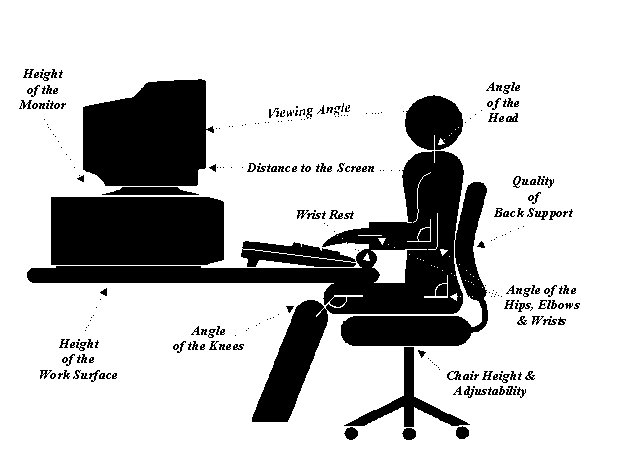 Height
of the
Monitor
Viewing Angle
Angle
of the
Head
Distance to the Screen
Quality
of
Back Support
Wrist Rest
Angle of the
Hips, Elbows
& Wrists
Angle
of the Knees
Height
of the
Work Surface
Chair Height &
Adjustability